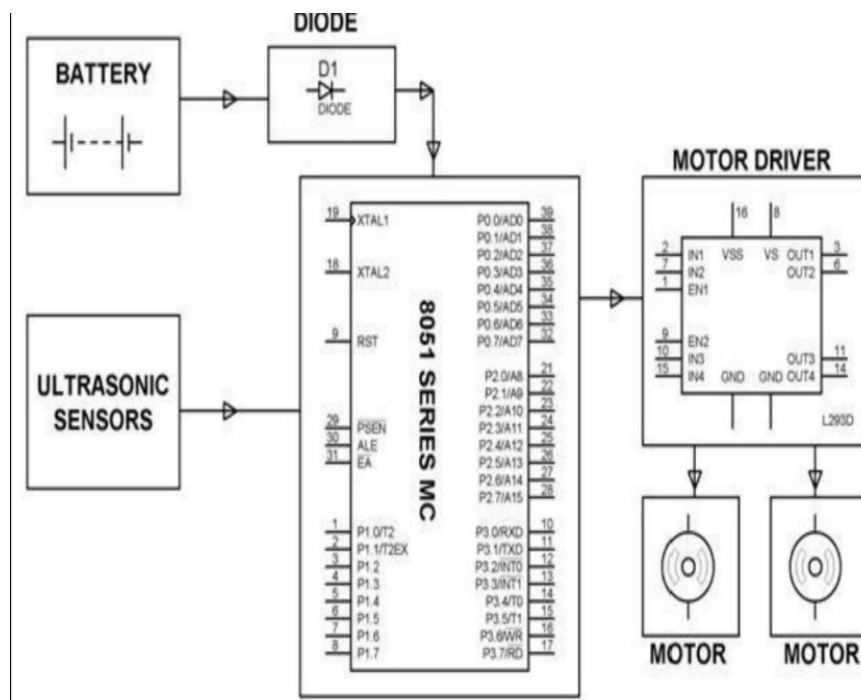 DIODE
BATTERY
D1
DIODE
MOTOR DRIVER
16 8
VSS VS
2 IN1
7 IN2
1 EN1
9 EN2
10 IN3
15 IN4
OUT1 3
OUT2 6
OUT3 11
OUT4 14
GND GND
L293D
ULTRASONIC
SENSORS
8051 SERIES MC
19 XTAL1
18 XTAL2
9 RST
29 PSEN
30 ALE
31 EA
1 P1.0/T2
2 P1.1/T2EX
3 P1.2
4 P1.3
5 P1.4
6 P1.5
7 P1.6
8 P1.7
P0.0/AD0 39
P0.1/AD1 38
P0.2/AD2 37
P0.3/AD3 36
P0.4/AD4 35
P0.5/AD5 34
P0.6/AD6 33
P0.7/AD7 32
P2.0/A8 21
P2.1/A9 22
P2.2/A10 23
P2.3/A11 24
P2.4/A12 25
P2.5/A13 26
P2.6/A14 27
P2.7/A15 28
P3.0/RXD 10
P3.1/TXD 11
P3.2/INT0 12
P3.3/INT1 13
P3.4/T0 14
P3.5/T1 15
P3.6/WR 16
P3.7/RD 17
MOTOR MOTOR